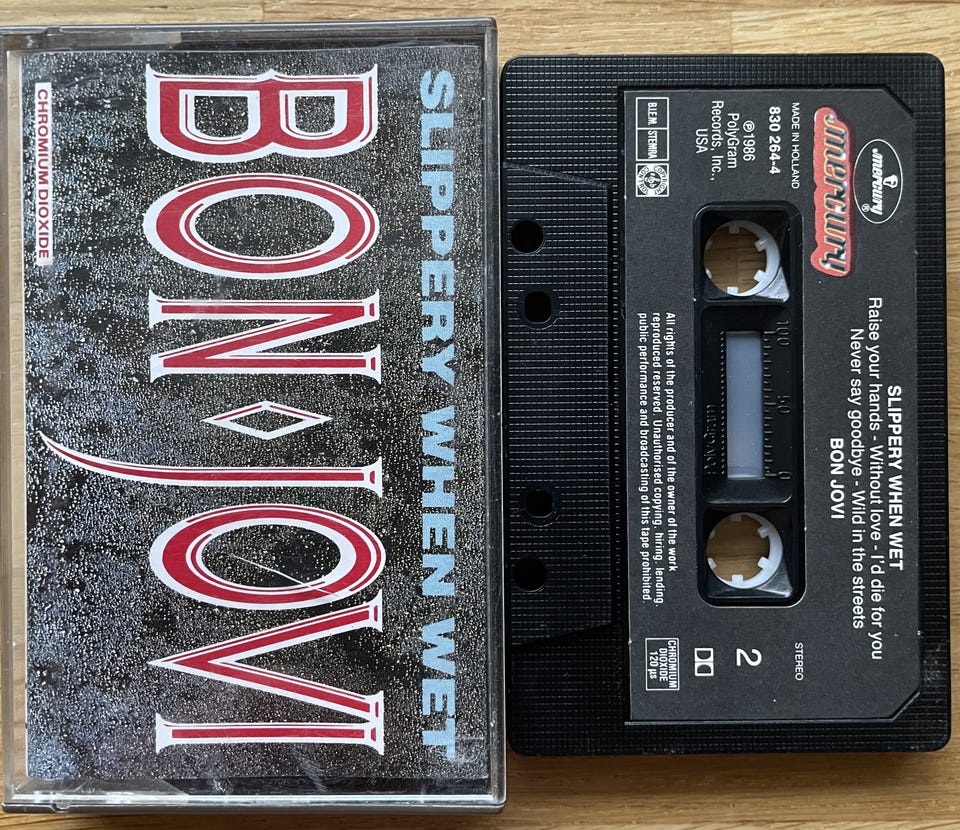 SLIPPERY WHEN WET
BON JOVI
CHROMIUM DIOXIDE
mercury
mercury
MADE IN HOLLAND
830 264-4
℗1986
PolyGram
Records, Inc.,
USA
B.I.E.M. STEMRA
SLIPPERY WHEN WET
Raise your hands - Without love - I'd die for you
Never say goodbye - Wild in the streets
BON JOVI
100 50 0
STEREO
2
CHROMIUM
DIOXIDE
120 µs
All rights of the producer and of the owner of the work
reproduced reserved. Unauthorised copying, hiring, lending
public performance and broadcasting of this tape prohibited.